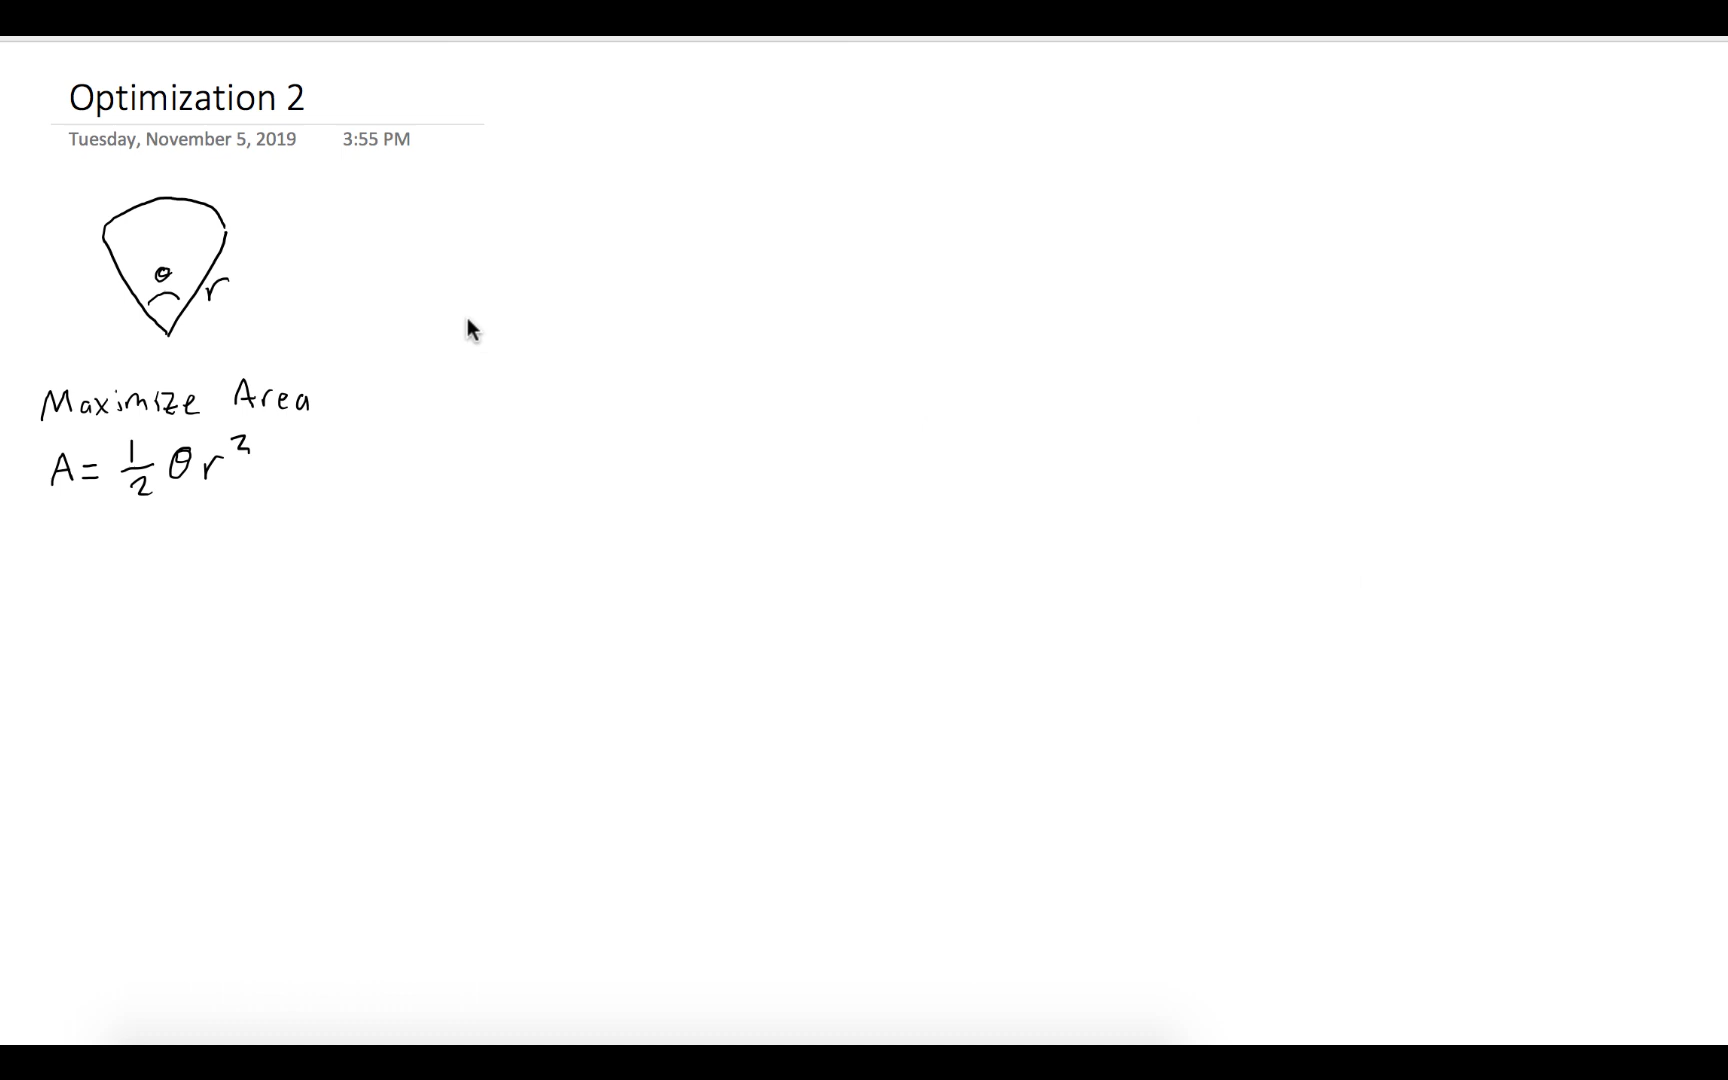 Optimization 2
Tuesday, November 5, 2019 3:55 PM
θ
r
Maximize Area
A = 1/2 θ r²